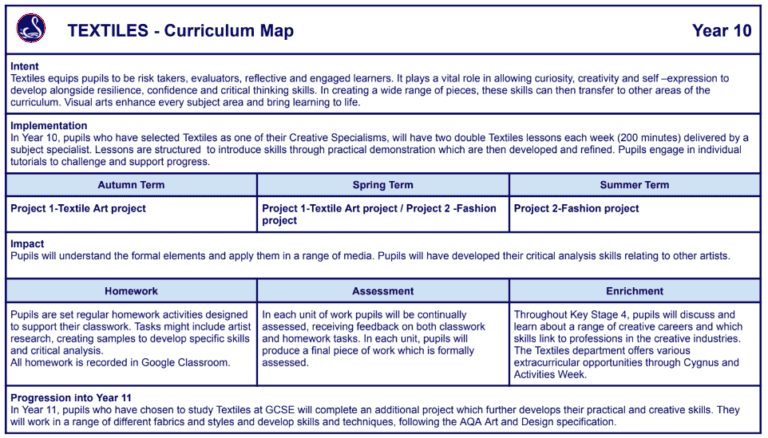 TEXTILES - Curriculum Map
Year 10
Intent
Textiles equips pupils to be risk takers, evaluators, reflective and engaged learners. It plays a vital role in allowing curiosity, creativity and self –expression to
develop alongside resilience, confidence and critical thinking skills. In creating a wide range of pieces, these skills can then transfer to other areas of the
curriculum. Visual arts enhance every subject area and bring learning to life.
Implementation
In Year 10, pupils who have selected Textiles as one of their Creative Specialisms, will have two double Textiles lessons each week (200 minutes) delivered by a
subject specialist. Lessons are structured to introduce skills through practical demonstration which are then developed and refined. Pupils engage in individual
tutorials to challenge and support progress.
Autumn Term
Spring Term
Summer Term
Project 1-Textile Art project
Project 1-Textile Art project / Project 2 -Fashion
project
Project 2-Fashion project
Impact
Pupils will understand the formal elements and apply them in a range of media. Pupils will have developed their critical analysis skills relating to other artists.
Homework
Assessment
Enrichment
Pupils are set regular homework activities designed
to support their classwork. Tasks might include artist
research, creating samples to develop specific skills
and critical analysis.
All homework is recorded in Google Classroom.
In each unit of work pupils will be continually
assessed, receiving feedback on both classwork
and homework tasks. In each unit, pupils will
produce a final piece of work which is formally
assessed.
Throughout Key Stage 4, pupils will discuss and
learn about a range of creative careers and which
skills link to professions in the creative industries.
The Textiles department offers various
extracurricular opportunities through Cygnus and
Activities Week.
Progression into Year 11
In Year 11, pupils who have chosen to study Textiles at GCSE will complete an additional project which further develops their practical and creative skills. They
will work in a range of different fabrics and styles and develop skills and techniques, following the AQA Art and Design specification.